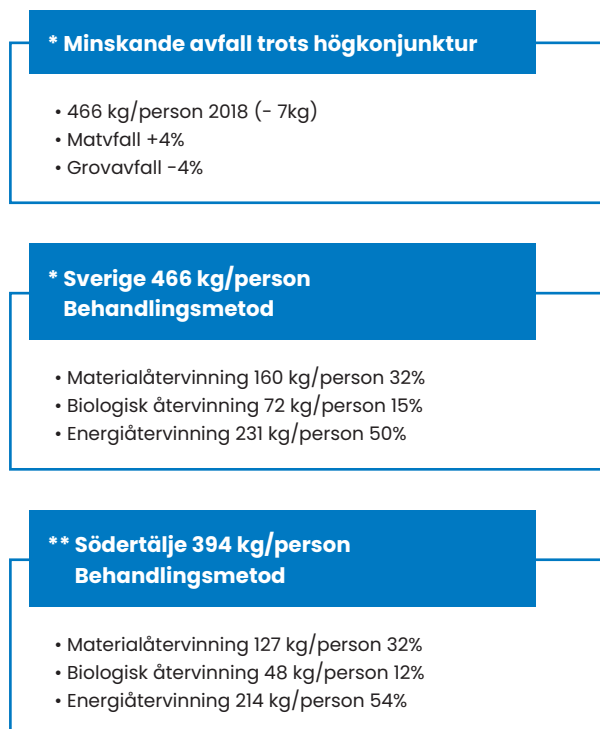 * Minskande avfall trots högkonjunktur
• 466 kg/person 2018 (- 7kg)
• Matvfall +4%
• Grovavfall -4%
* Sverige 466 kg/person
Behandlingsmetod
• Materialåtervinning 160 kg/person 32%
• Biologisk återvinning 72 kg/person 15%
• Energiåtervinning 231 kg/person 50%
** Södertälje 394 kg/person
Behandlingsmetod
• Materialåtervinning 127 kg/person 32%
• Biologisk återvinning 48 kg/person 12%
• Energiåtervinning 214 kg/person 54%